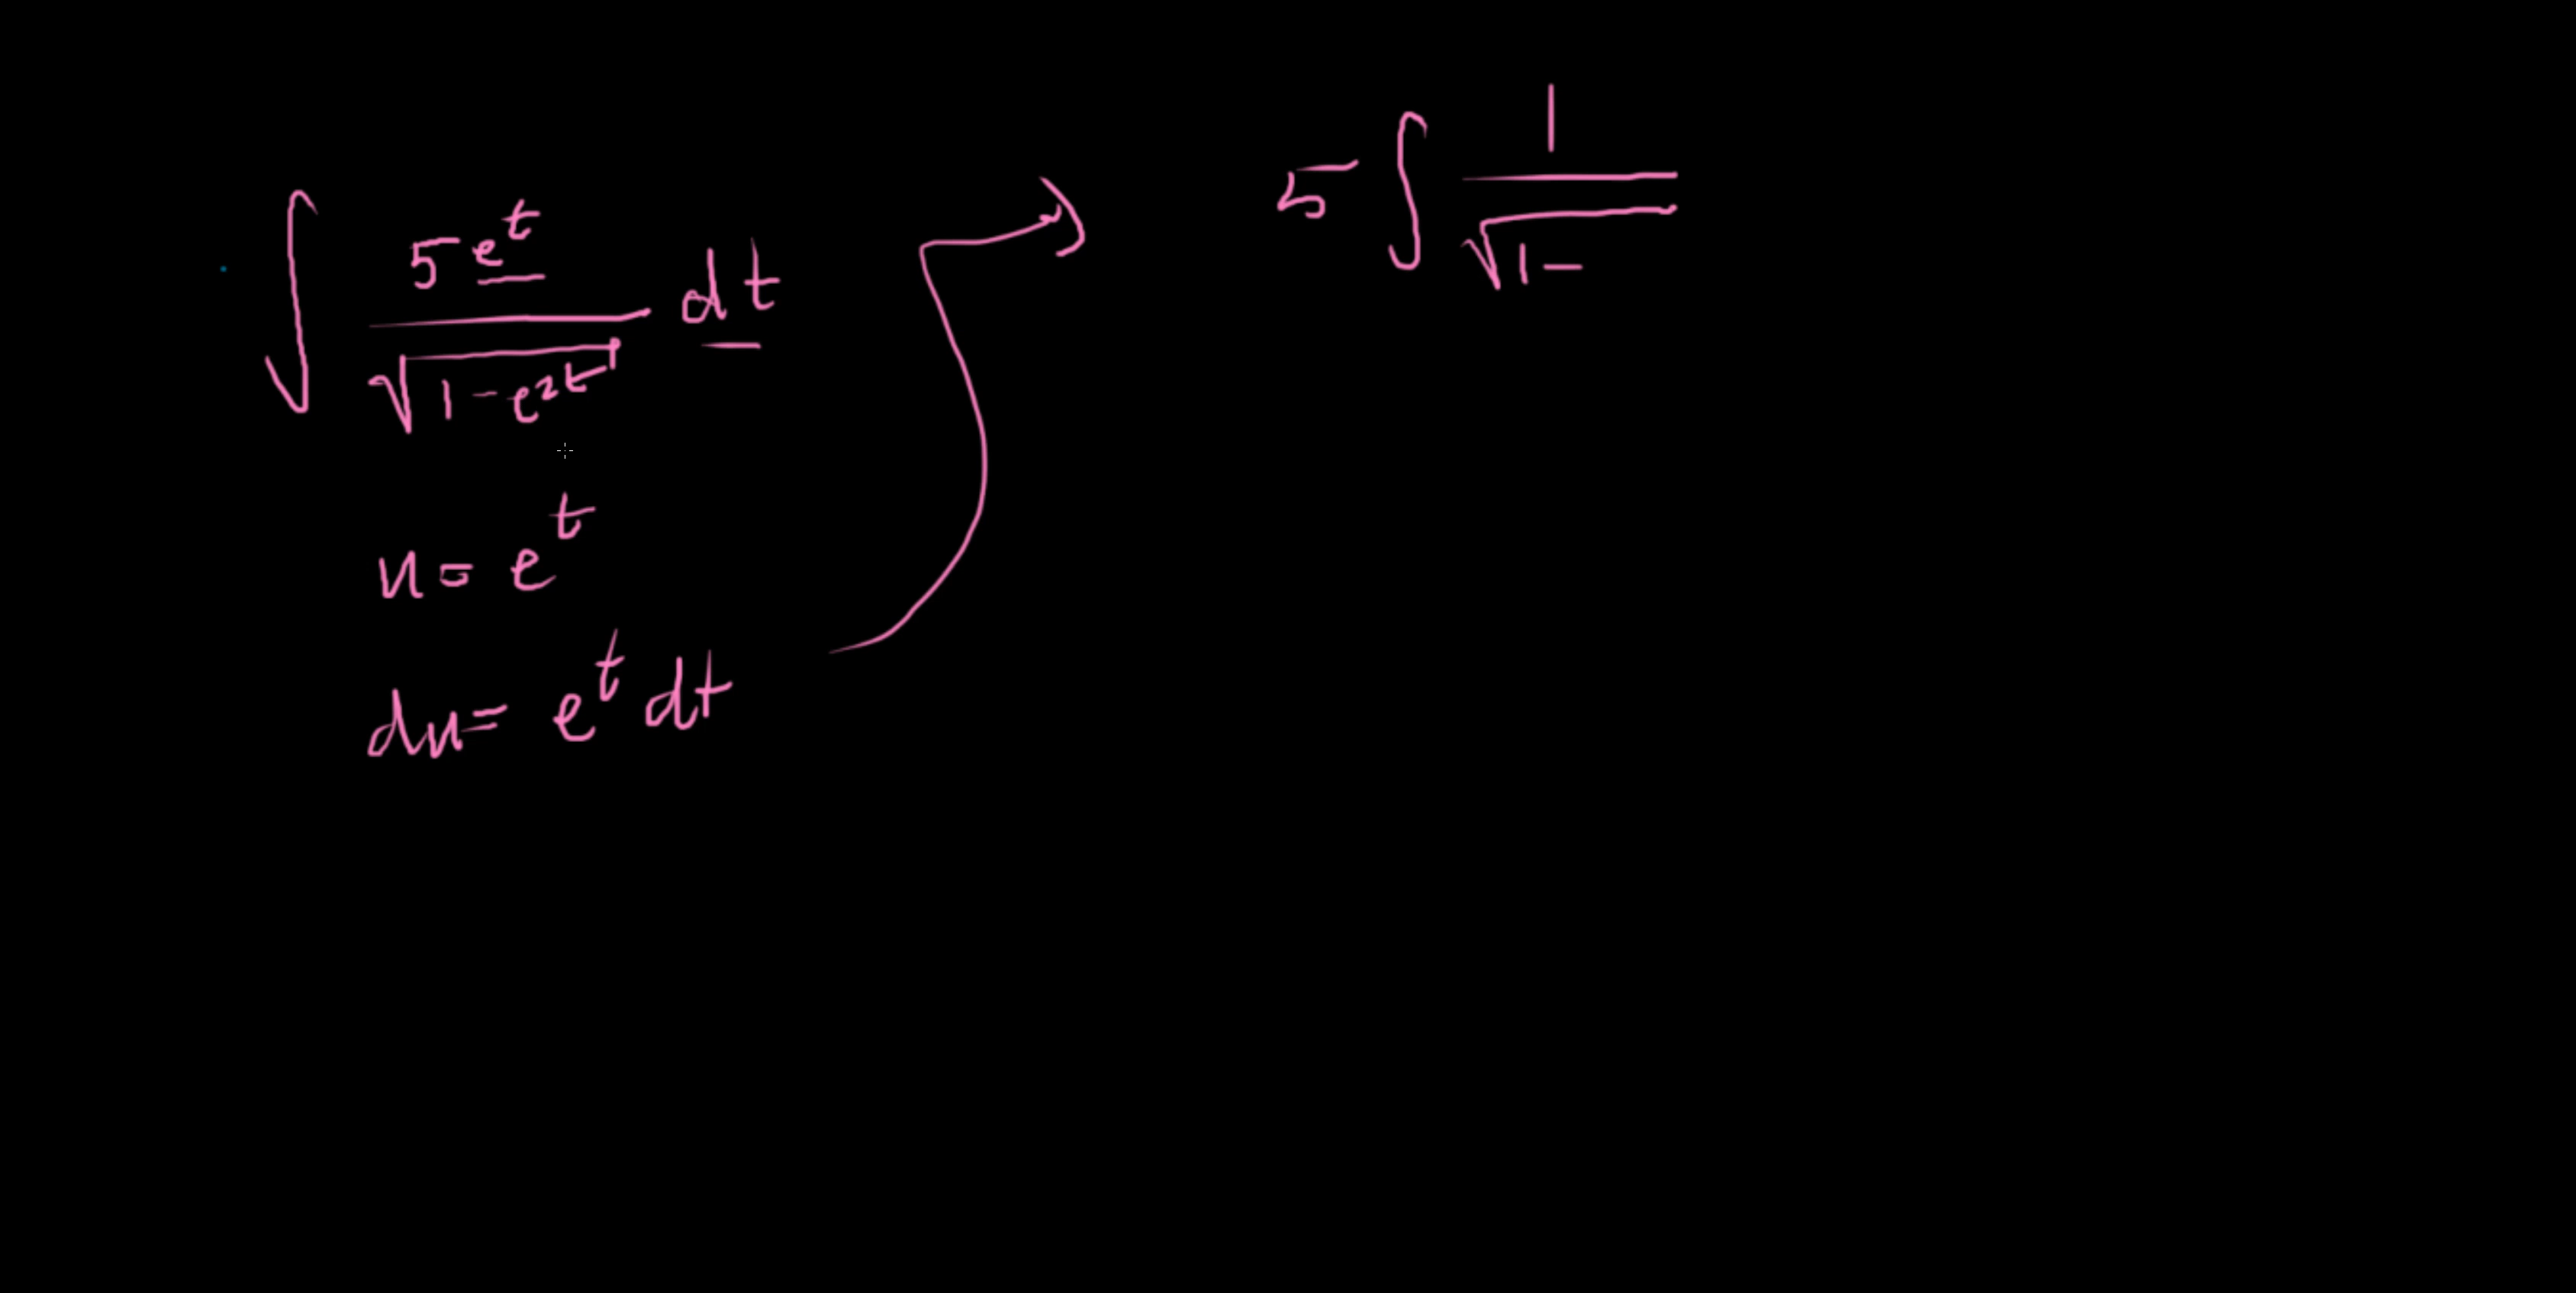 ∫ 5e^t / √(1-e^{2t}) dt
u = e^t
du = e^t dt
5 ∫ 1 / √(1-